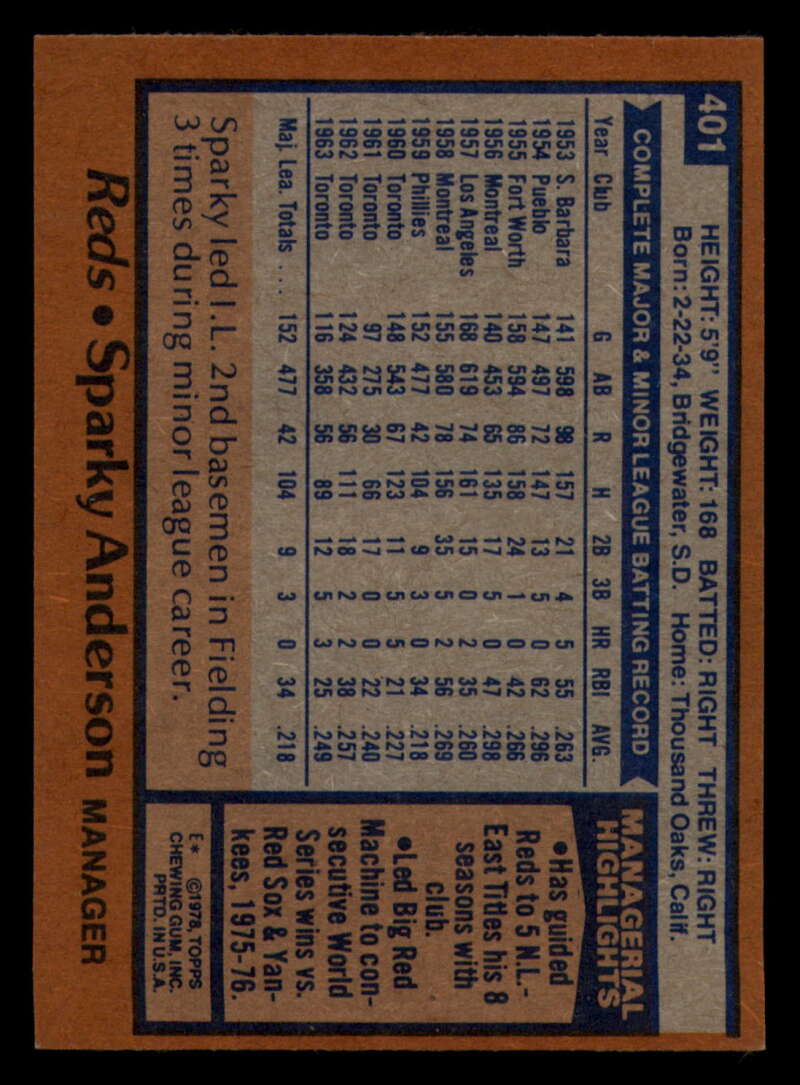 401
HEIGHT: 5'9" WEIGHT: 168 BATTED: RIGHT THREW: RIGHT
Born: 2-22-34, Bridgewater, S.D. Home: Thousand Oaks, Calif.
COMPLETE MAJOR & MINOR LEAGUE BATTING RECORD
Year Club G AB R H 2B 3B HR RBI AVG.
1953 S. Barbara 141 598 98 157 21 4 5 55 .263
1954 Pueblo 147 497 72 147 13 5 0 62 .296
1955 Fort Worth 158 594 86 158 24 1 0 42 .266
1956 Montreal 140 453 65 135 17 5 0 47 .298
1957 Los Angeles 168 619 74 161 15 0 2 35 .260
1958 Montreal 155 580 78 156 35 5 2 56 .269
1959 Phillies 152 477 42 104 9 3 0 34 .218
1960 Toronto 148 543 67 123 11 5 5 21 .227
1961 Toronto 97 275 30 66 17 0 0 22 .240
1962 Toronto 124 432 56 111 18 2 2 38 .257
1963 Toronto 116 358 56 89 12 5 3 25 .249
Maj. Lea. Totals .... 152 477 42 104 9 3 0 34 .218
Sparky led I.L. 2nd basemen in Fielding
3 times during minor league career.
MANAGERIAL
HIGHLIGHTS
•Has guided
Reds to 5 N.L.-
East Titles his 8
seasons with
club.
•Led Big Red
Machine to con-
secutive World
Series wins vs.
Red Sox & Yan-
kees, 1975-76.
E* ©1978, TOPPS
CHEWING GUM, INC.
PRTD. IN U.S.A.
Reds • Sparky Anderson MANAGER